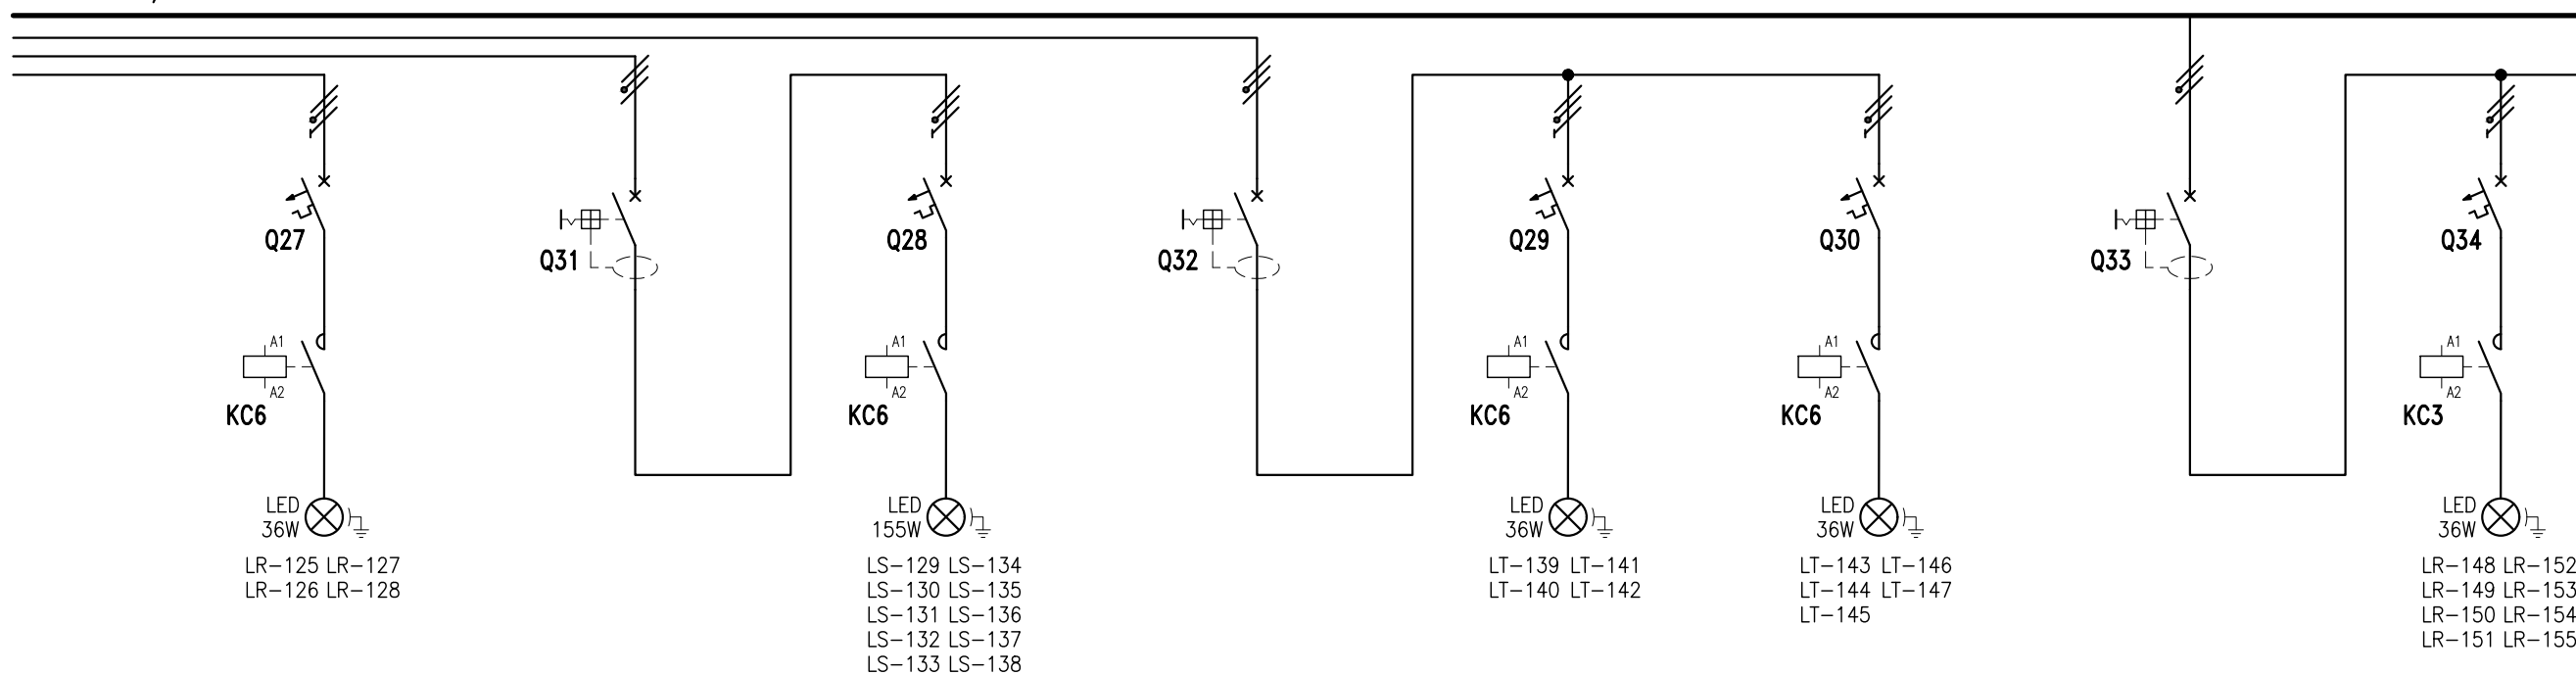 Q27
A1
A2
KC6
LED
36W
LR-125 LR-127
LR-126 LR-128
Q31
Q28
A1
A2
KC6
LED
155W
LS-129 LS-134
LS-130 LS-135
LS-131 LS-136
LS-132 LS-137
LS-133 LS-138
Q32
Q29
A1
A2
KC6
LED
36W
LT-139 LT-141
LT-140 LT-142
Q30
A1
A2
KC6
LED
36W
LT-143 LT-146
LT-144 LT-147
LT-145
Q33
Q34
A1
A2
KC3
LED
36W
LR-148 LR-152
LR-149 LR-153
LR-150 LR-154
LR-151 LR-155